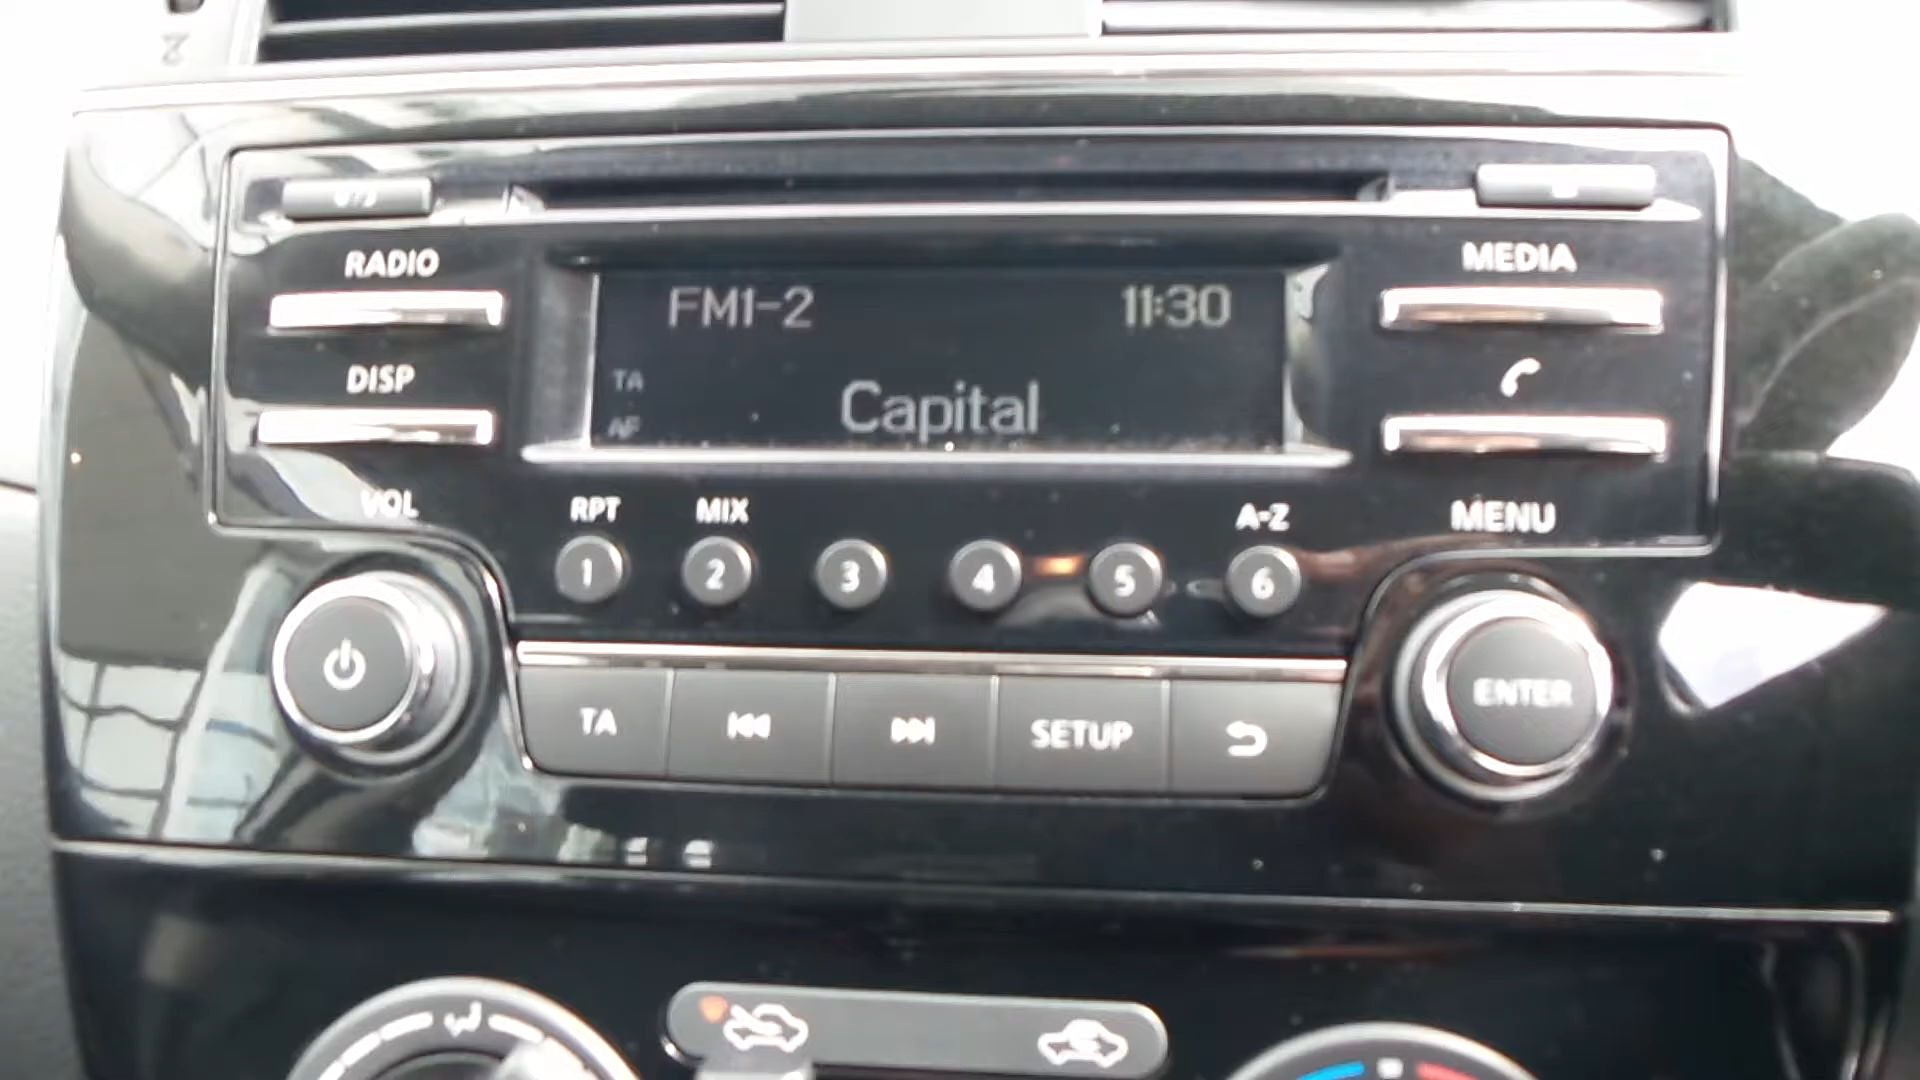 RADIO
MEDIA
FM1-2
11:30
DISP
TA
AF
Capital
VOL
RPT
MIX
A-Z
MENU
1
2
3
4
5
6
TA
SETUP
ENTER